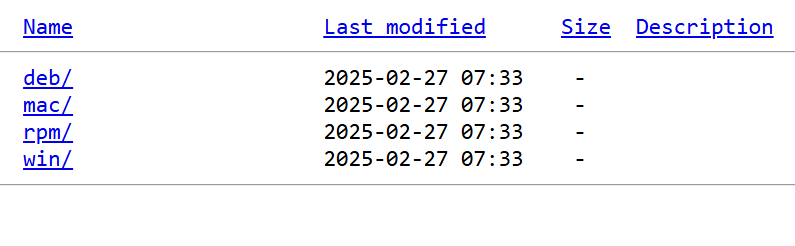 Name Last modified Size Description
deb/ 2025-02-27 07:33 -
mac/ 2025-02-27 07:33 -
rpm/ 2025-02-27 07:33 -
win/ 2025-02-27 07:33 -